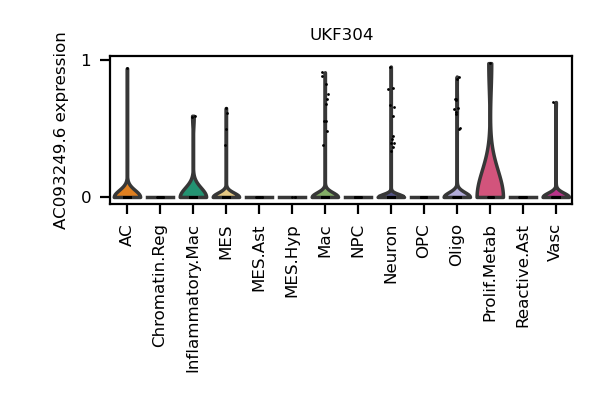 UKF304
AC093249.6 expression
1
0
AC
Chromatin.Reg
Inflammatory.Mac
MES
MES.Ast
MES.Hyp
Mac
NPC
Neuron
OPC
Oligo
Prolif.Metab
Reactive.Ast
Vasc